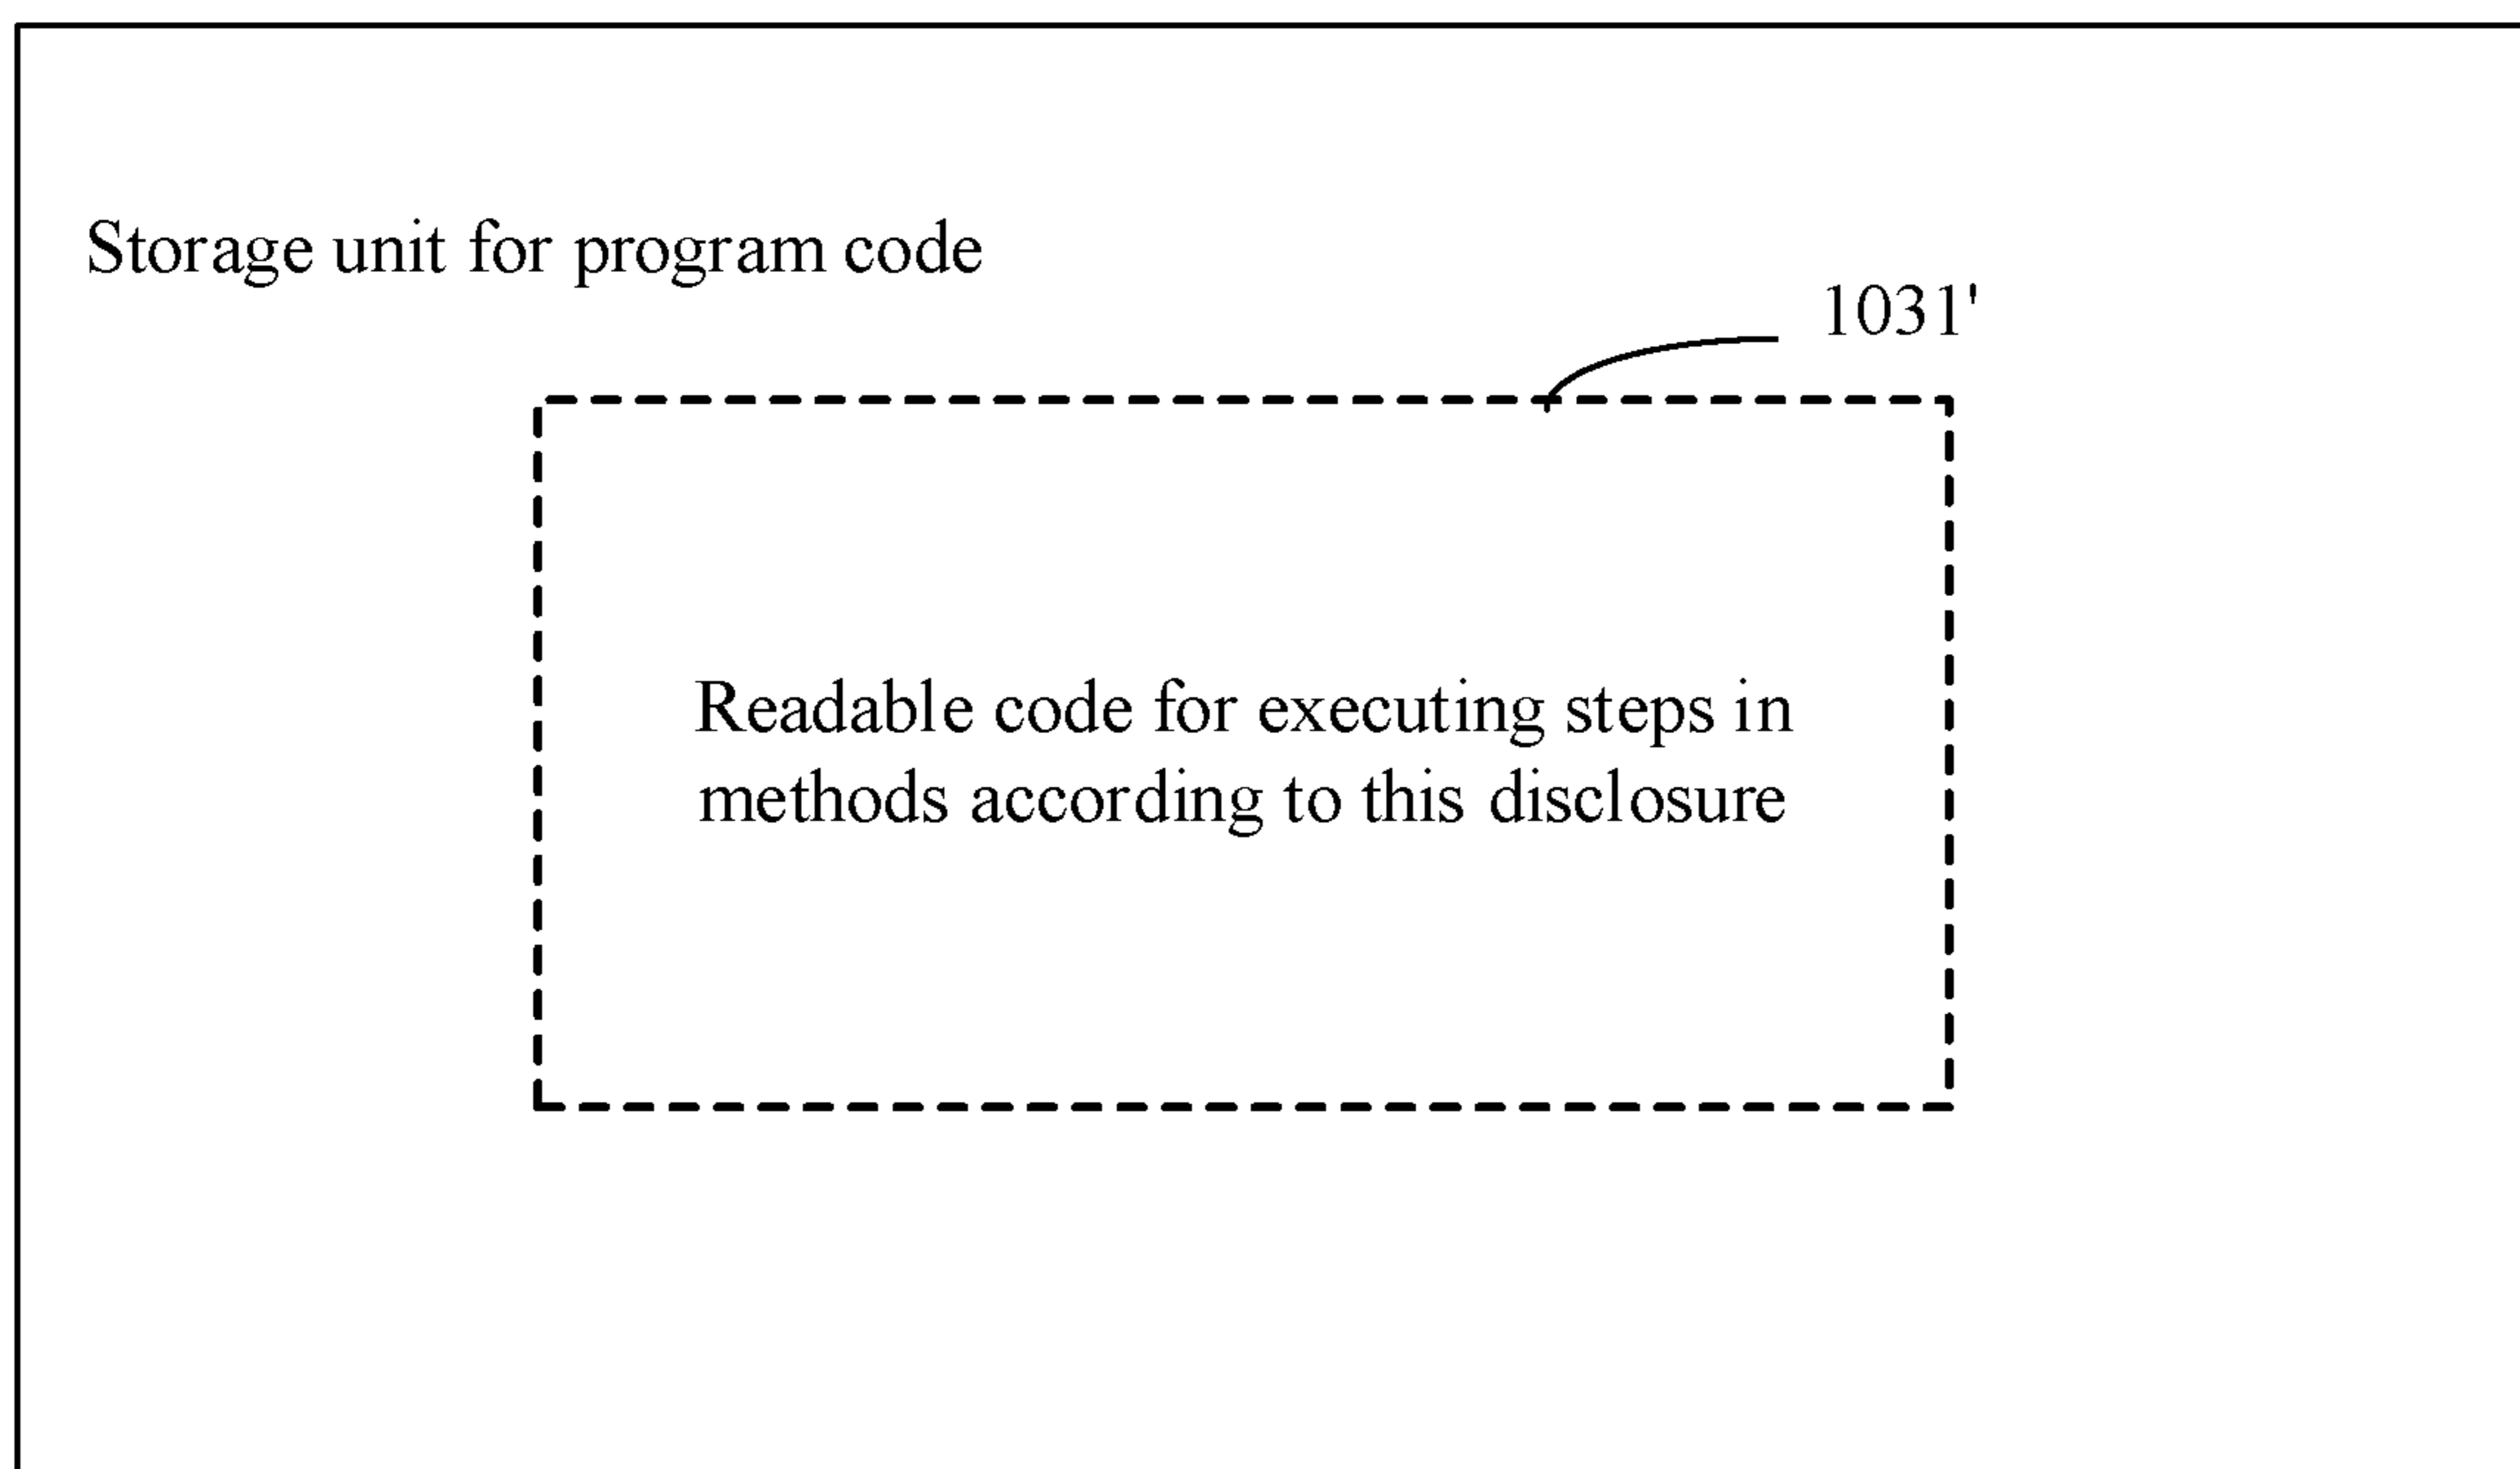 Storage unit for program code
1031'
Readable code for executing steps in
methods according to this disclosure